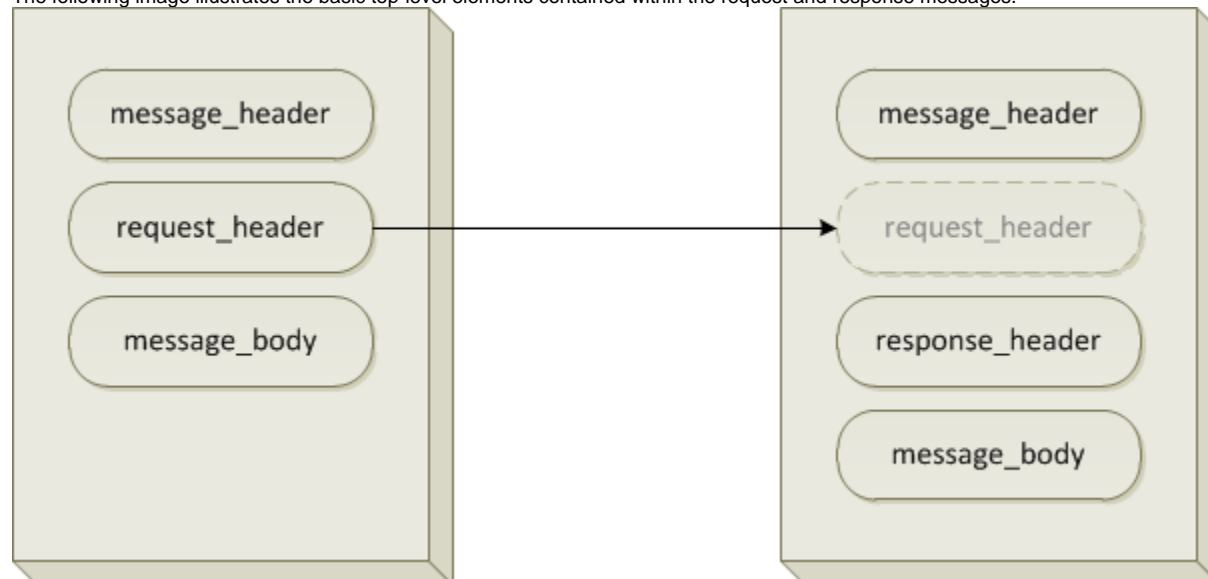 The following image illustrates the basic top-level elements contained within the request and response messages.
message_header
request_header
message_body
message_header
request_header
response_header
message_body